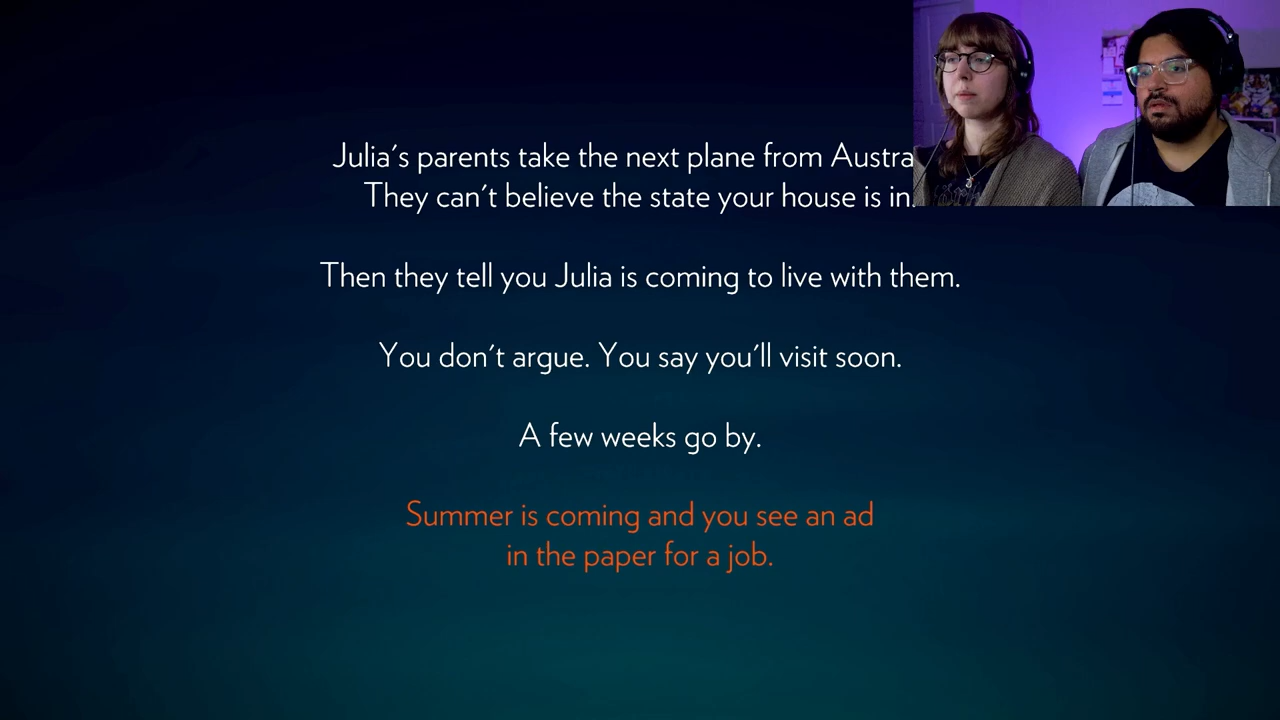 Julia's parents take the next plane from
They can't believe the state your house is in.
Then they tell you Julia is coming to live with them.
You don't argue. You say you'll visit soon.
A few weeks go by.
Summer is coming and you see an ad
in the paper for a job.